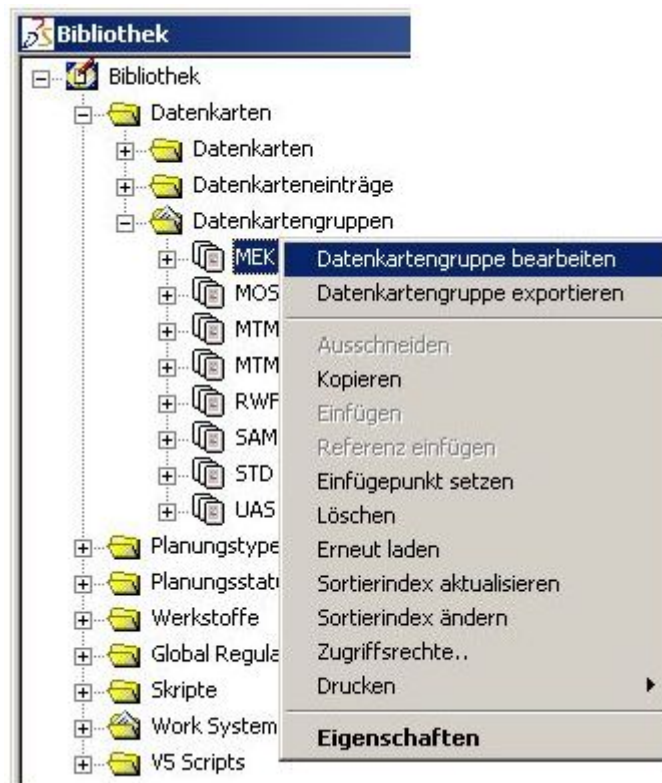 Bibliothek
Bibliothek
Datenkarten
Datenkarten
Datenkarteneinträge
Datenkartengruppen
MEK
MOS
MTM
MTM
RWF
SAM
STD
UAS
Planungstype
Planungsstatu
Werkstoffe
Global Regula
Skripte
Work System
V5 Scripts
Datenkartengruppe bearbeiten
Datenkartengruppe exportieren
Ausschneiden
Kopieren
Einfügen
Referenz einfügen
Einfügepunkt setzen
Löschen
Erneut laden
Sortierindex aktualisieren
Sortierindex ändern
Zugriffsrechte..
Drucken
Eigenschaften